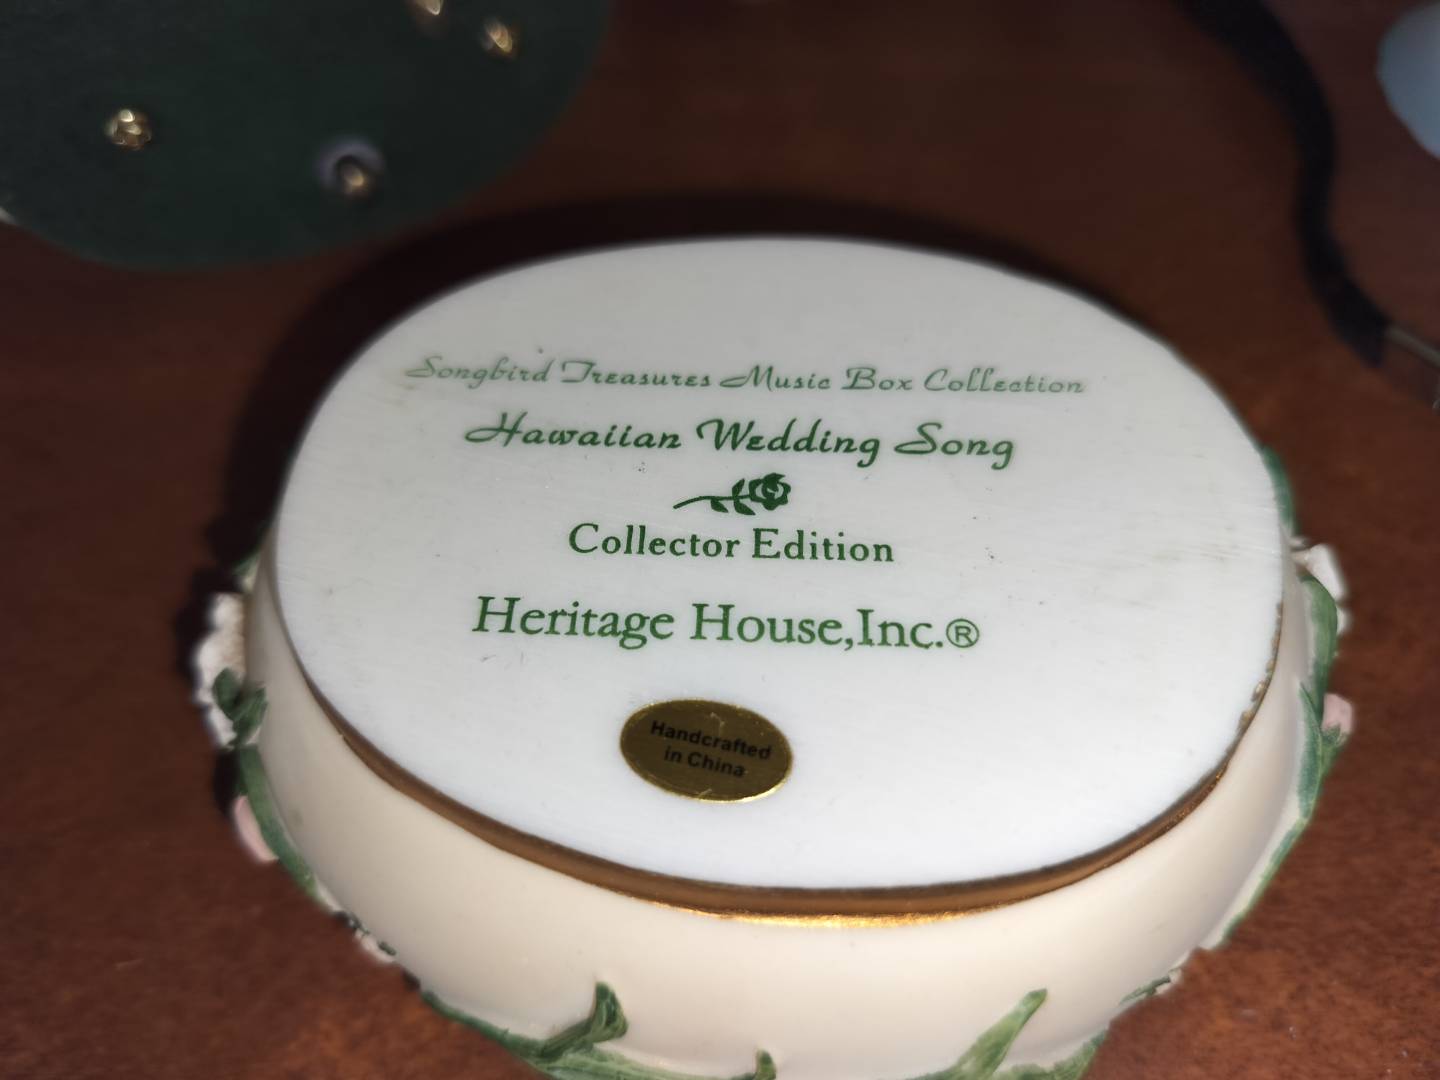 Songbird Treasures Music Box Collection
Hawaiian Wedding Song
Collector Edition
Heritage House,Inc.®
Handcrafted
in China